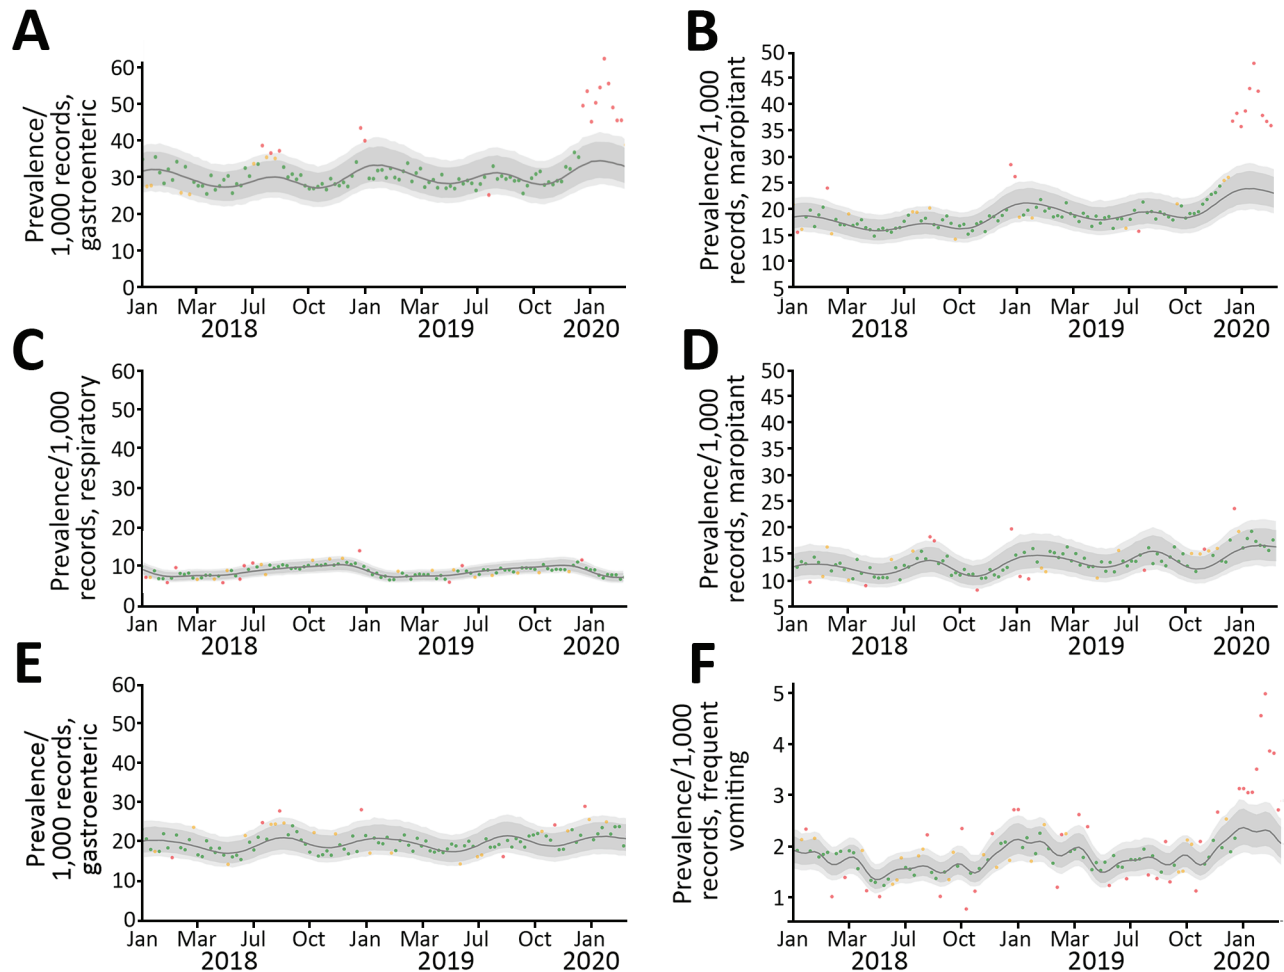 A
Prevalence/
1,000 records,
gastroenteric
60
50
40
30
20
10
0
Jan Mar Jul Oct Jan Mar Jul Oct Jan
2018 2019 2020
B
Prevalence/1,000
records, maropitant
50
45
40
35
30
25
20
15
10
5
Jan Mar Jul Oct Jan Mar Jul Oct Jan
2018 2019 2020
C
Prevalence/1,000
records, respiratory
60
50
40
30
20
10
0
Jan Mar Jul Oct Jan Mar Jul Oct Jan
2018 2019 2020
D
Prevalence/1,000
records, maropitant
50
45
40
35
30
25
20
15
10
5
Jan Mar Jul Oct Jan Mar Jul Oct Jan
2018 2019 2020
E
Prevalence/
1,000 records,
gastroenteric
60
50
40
30
20
10
0
Jan Mar Jul Oct Jan Mar Jul Oct Jan
2018 2019 2020
F
Prevalence/1,000
records, frequent
vomiting
5
4
3
2
1
Jan Mar Jul Oct Jan Mar Jul Oct Jan
2018 2019 2020